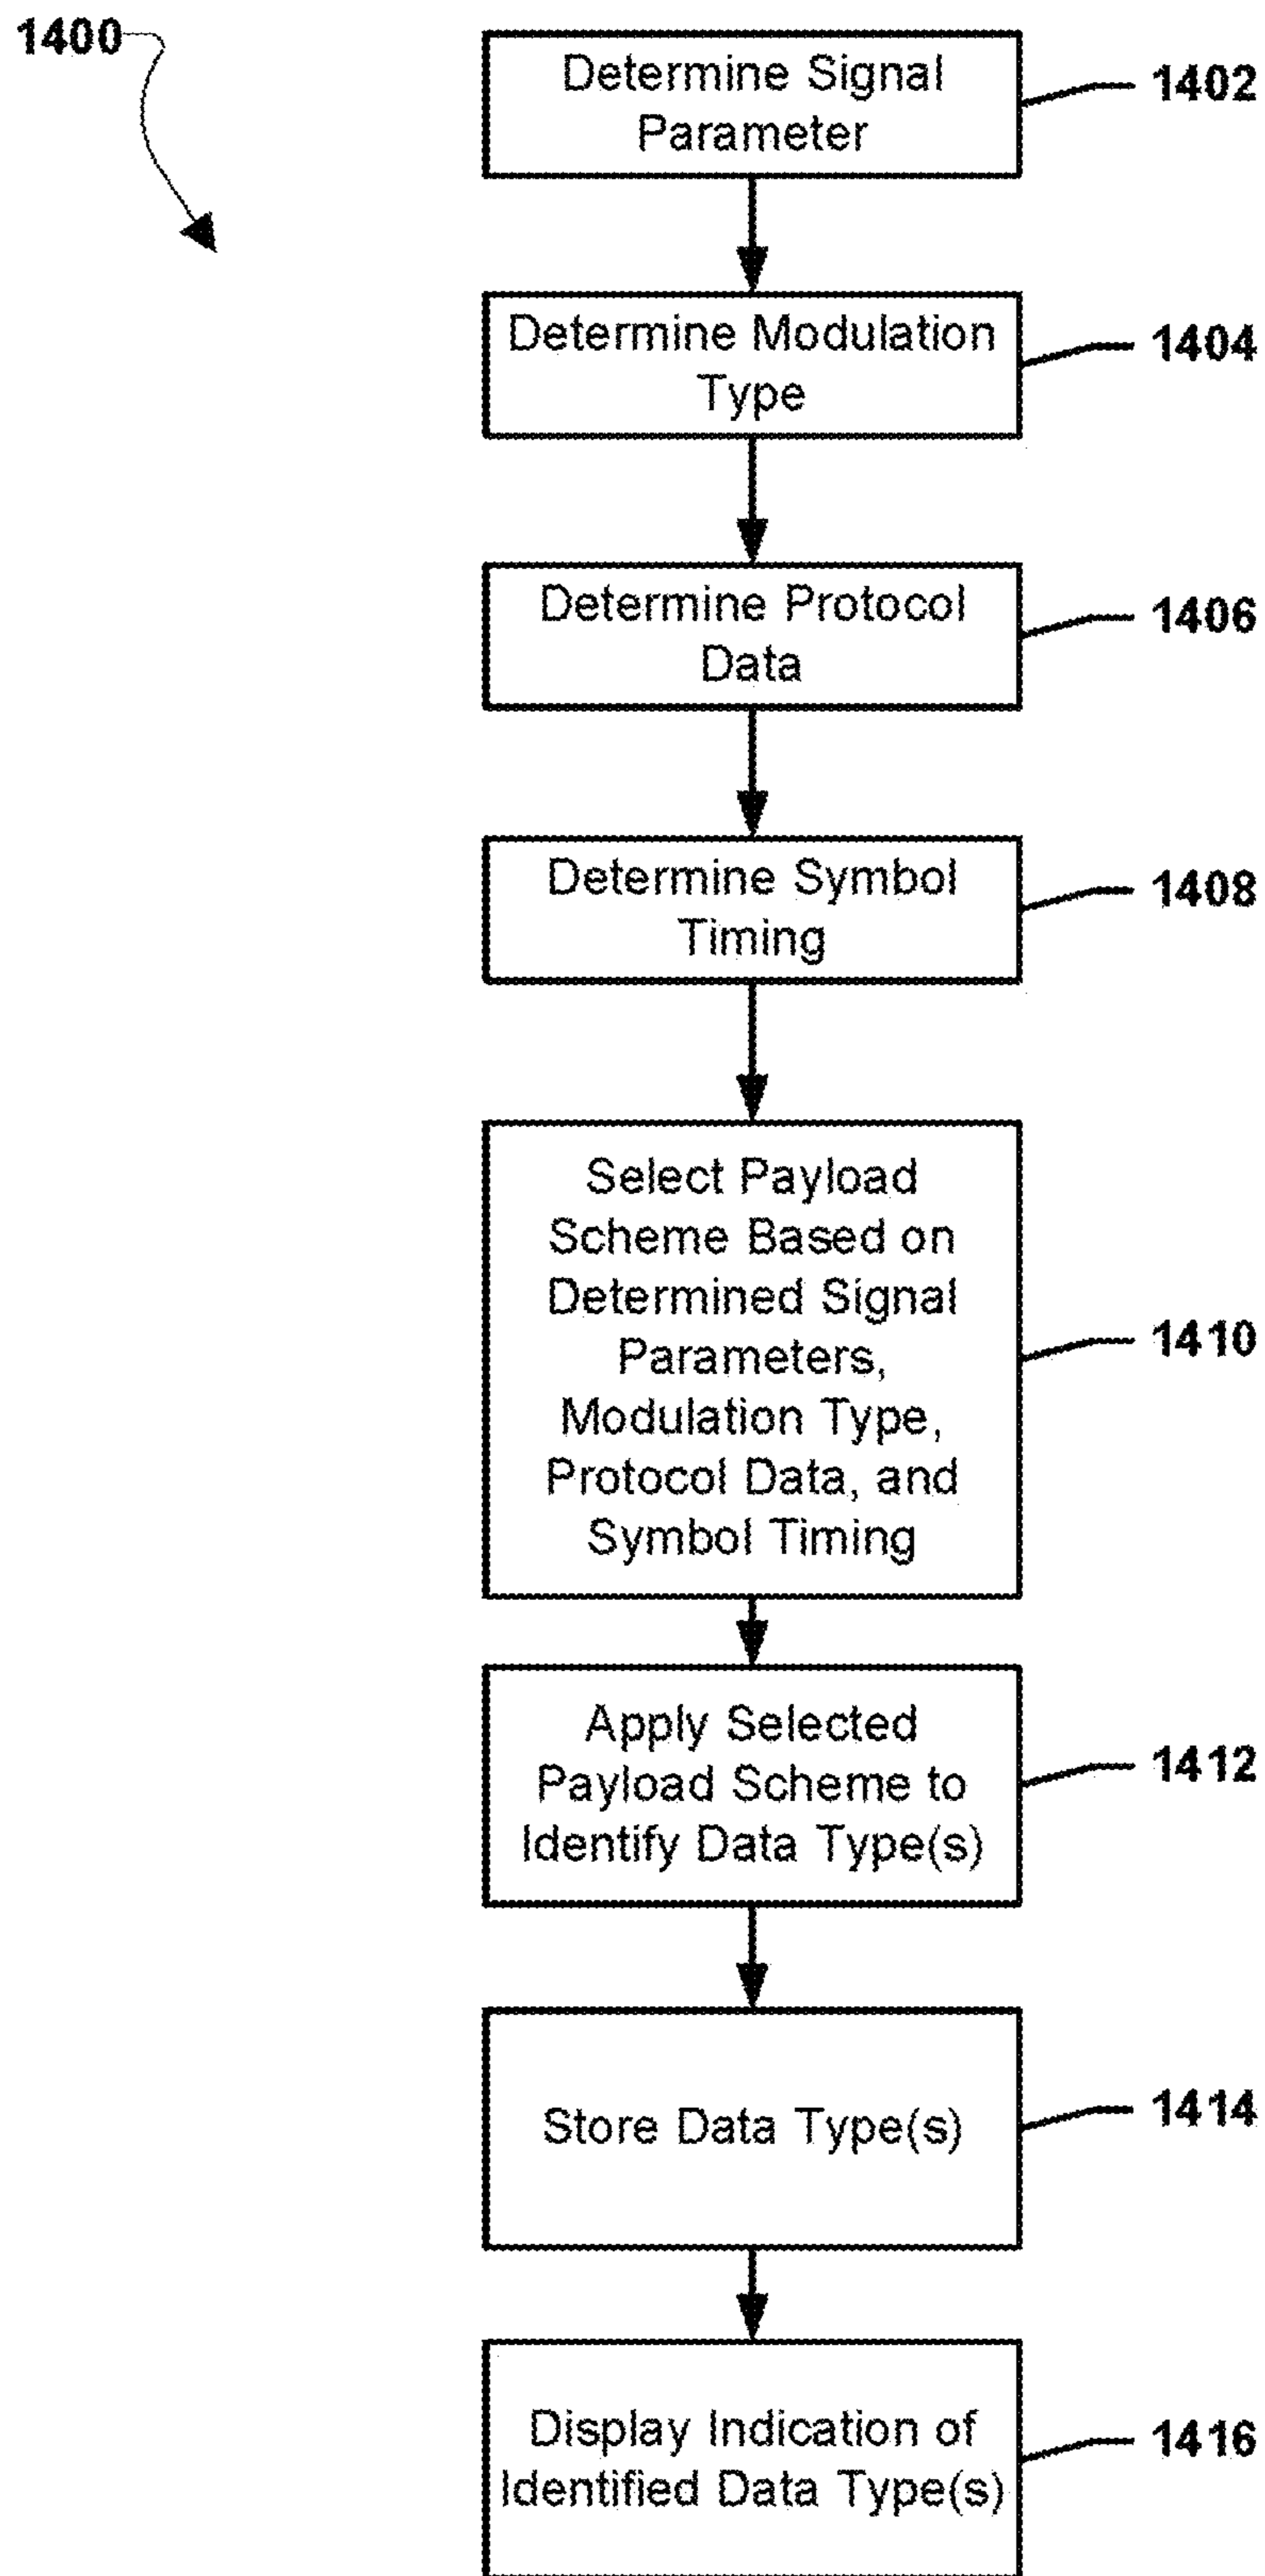 1400
Determine Signal
Parameter
1402
Determine Modulation
Type
1404
Determine Protocol
Data
1406
Determine Symbol
Timing
1408
Select Payload
Scheme Based on
Determined Signal
Parameters,
Modulation Type,
Protocol Data, and
Symbol Timing
1410
Apply Selected
Payload Scheme to
Identify Data Type(s)
1412
Store Data Type(s)
1414
Display Indication of
Identified Data Type(s)
1416